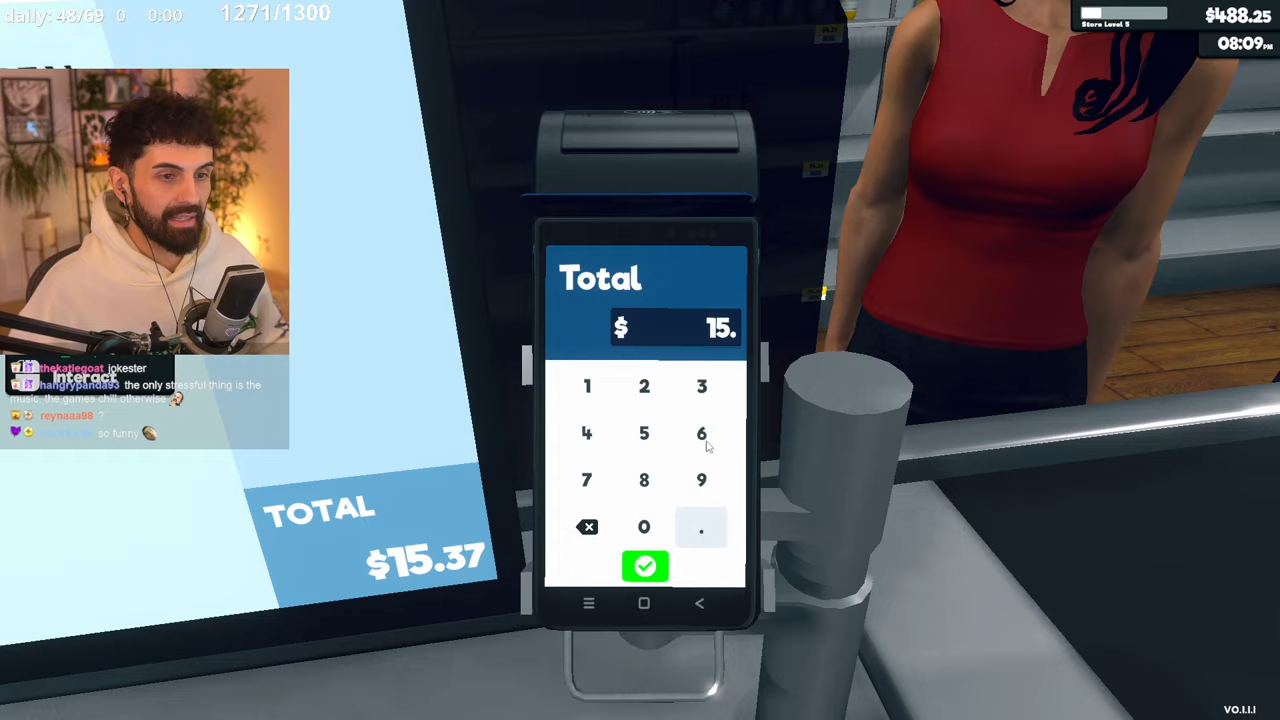 daily: 48/69 0 0:00 1271/1300
$488.25
Store Level 5
08:09PM
Total
$ 15.
1 2 3
4 5 6
7 8 9
0 .
TOTAL
$15.37
thekatiegoat jokester
Interact
hangrypanda93 the only stressful thing is the
music. the games chill otherwise
reynaaa98 ?
so funny
V0.1.1.1